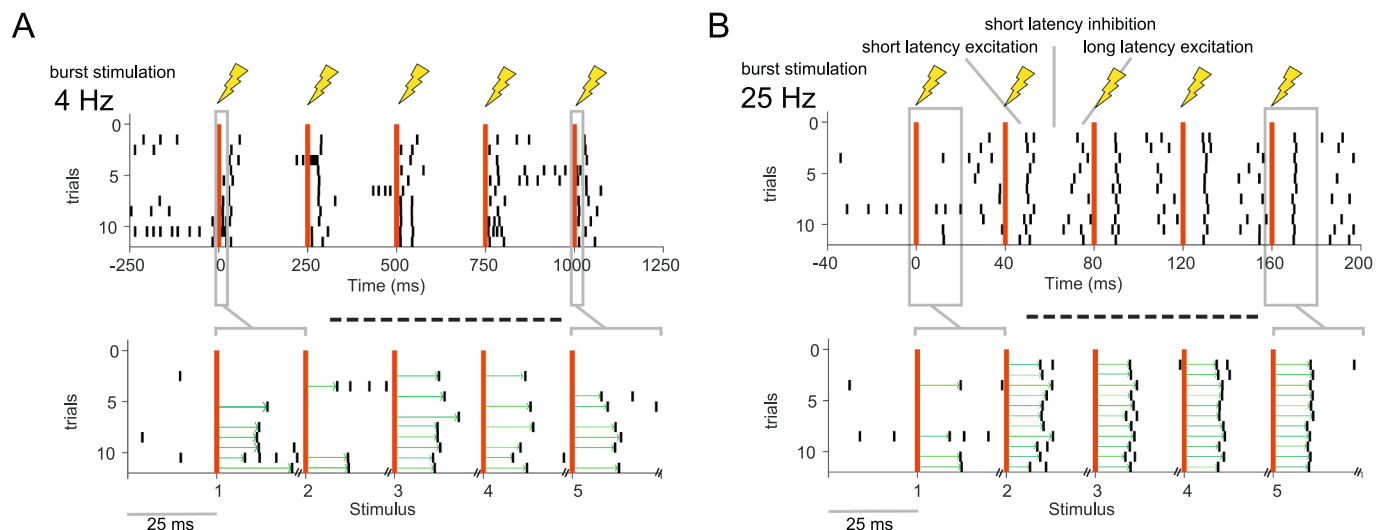 A
burst stimulation
4 Hz
trials
0
5
10
-250
0
250
500
750
1000
1250
Time (ms)
trials
0
5
10
1
2
3
4
5
Stimulus
25 ms
B
short latency inhibition
short latency excitation
long latency excitation
burst stimulation
25 Hz
trials
0
5
10
-40
0
40
80
120
160
200
Time (ms)
trials
0
5
10
1
2
3
4
5
Stimulus
25 ms